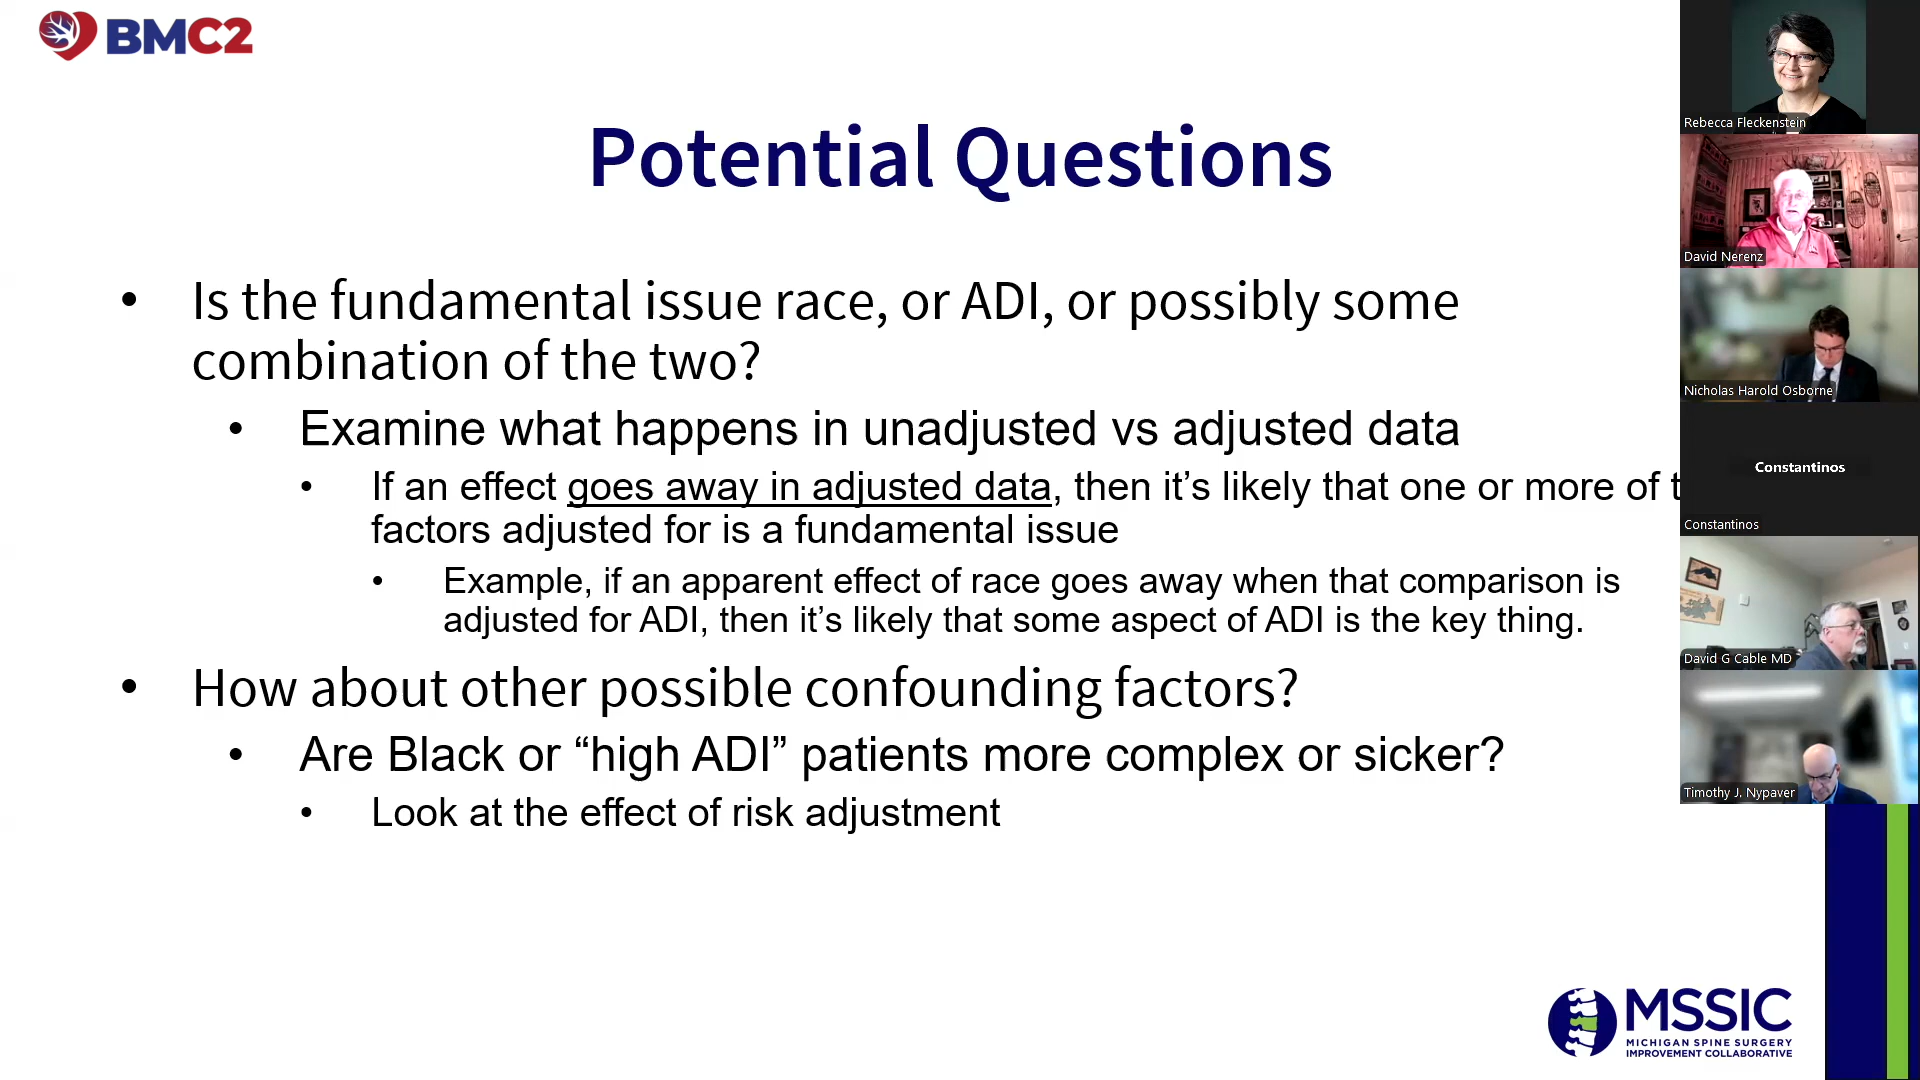 BMC2
Potential Questions
• Is the fundamental issue race, or ADI, or possibly some
combination of the two?
• Examine what happens in unadjusted vs adjusted data
• If an effect goes away in adjusted data, then it’s likely that one or more of t
factors adjusted for is a fundamental issue
• Example, if an apparent effect of race goes away when that comparison is
adjusted for ADI, then it’s likely that some aspect of ADI is the key thing.
• How about other possible confounding factors?
• Are Black or “high ADI” patients more complex or sicker?
• Look at the effect of risk adjustment
Rebecca Fleckenstein
David Nerenz
Nicholas Harold Osborne
Constantinos
Constantinos
David G Cable MD
Timothy J. Nypaver
MSSIC
MICHIGAN SPINE SURGERY
IMPROVEMENT COLLABORATIVE